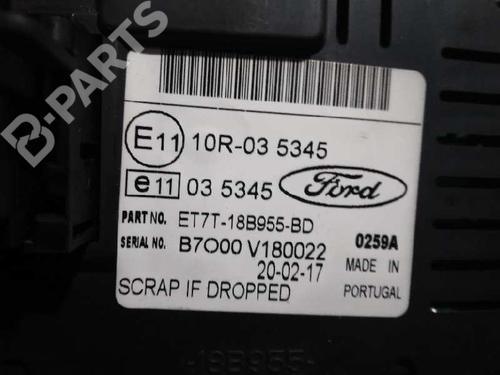 B-PARTS
E11 10R-03 5345
e11 03 5345 Ford
PART NO. ET7T-18B955-BD
SERIAL NO. B7O00 V180022 0259A
20-02-17 MADE IN
SCRAP IF DROPPED PORTUGAL
-19B955-